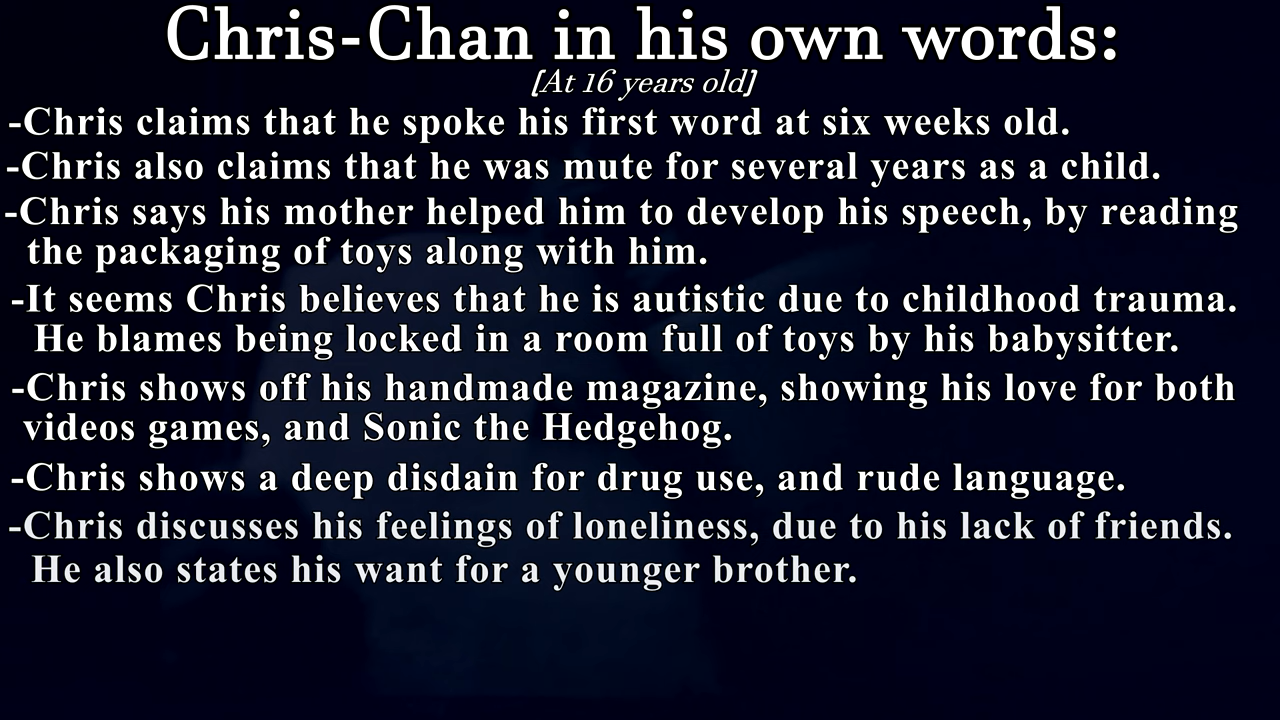 Chris-Chan in his own words:
[At 16 years old]
-Chris claims that he spoke his first word at six weeks old.
-Chris also claims that he was mute for several years as a child.
-Chris says his mother helped him to develop his speech, by reading
the packaging of toys along with him.
-It seems Chris believes that he is autistic due to childhood trauma.
He blames being locked in a room full of toys by his babysitter.
-Chris shows off his handmade magazine, showing his love for both
videos games, and Sonic the Hedgehog.
-Chris shows a deep disdain for drug use, and rude language.
-Chris discusses his feelings of loneliness, due to his lack of friends.
He also states his want for a younger brother.